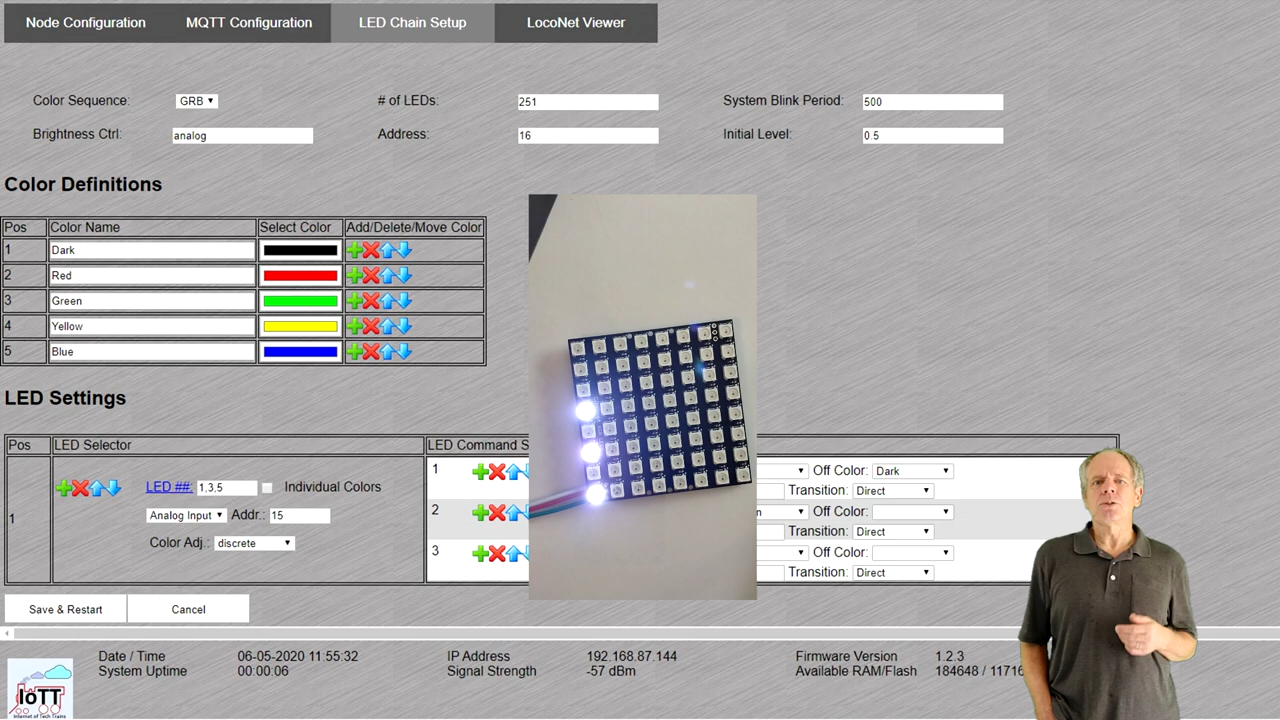 Node Configuration MQTT Configuration LED Chain Setup LocoNet Viewer
Color Sequence: GRB # of LEDs: 251 System Blink Period: 500
Brightness Ctrl: analog Address: 16 Initial Level: 0.5
Color Definitions
Pos Color Name Select Color Add/Delete/Move Color
1 Dark
2 Red
3 Green
4 Yellow
5 Blue
LED Settings
Pos LED Selector LED Command S
1 Off Color: Dark
LED ##: 1,3,5 Individual Colors Transition: Direct
1 Analog Input Addr.: 15 2 n Off Color:
Transition: Direct
Color Adj.: discrete 3 Off Color:
Transition: Direct
Save & Restart Cancel
Date / Time 06-05-2020 11:55:32 IP Address 192.168.87.144 Firmware Version 1.2.3
System Uptime 00:00:06 Signal Strength -57 dBm Available RAM/Flash 184648 / 11716
IoTT
Internet of Tech Trains